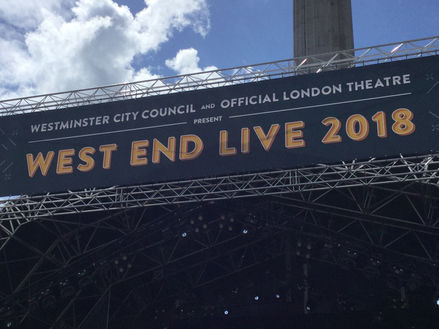 WESTMINSTER CITY COUNCIL AND OFFICIAL LONDON THEATRE
PRESENT
WEST END LIVE 2018